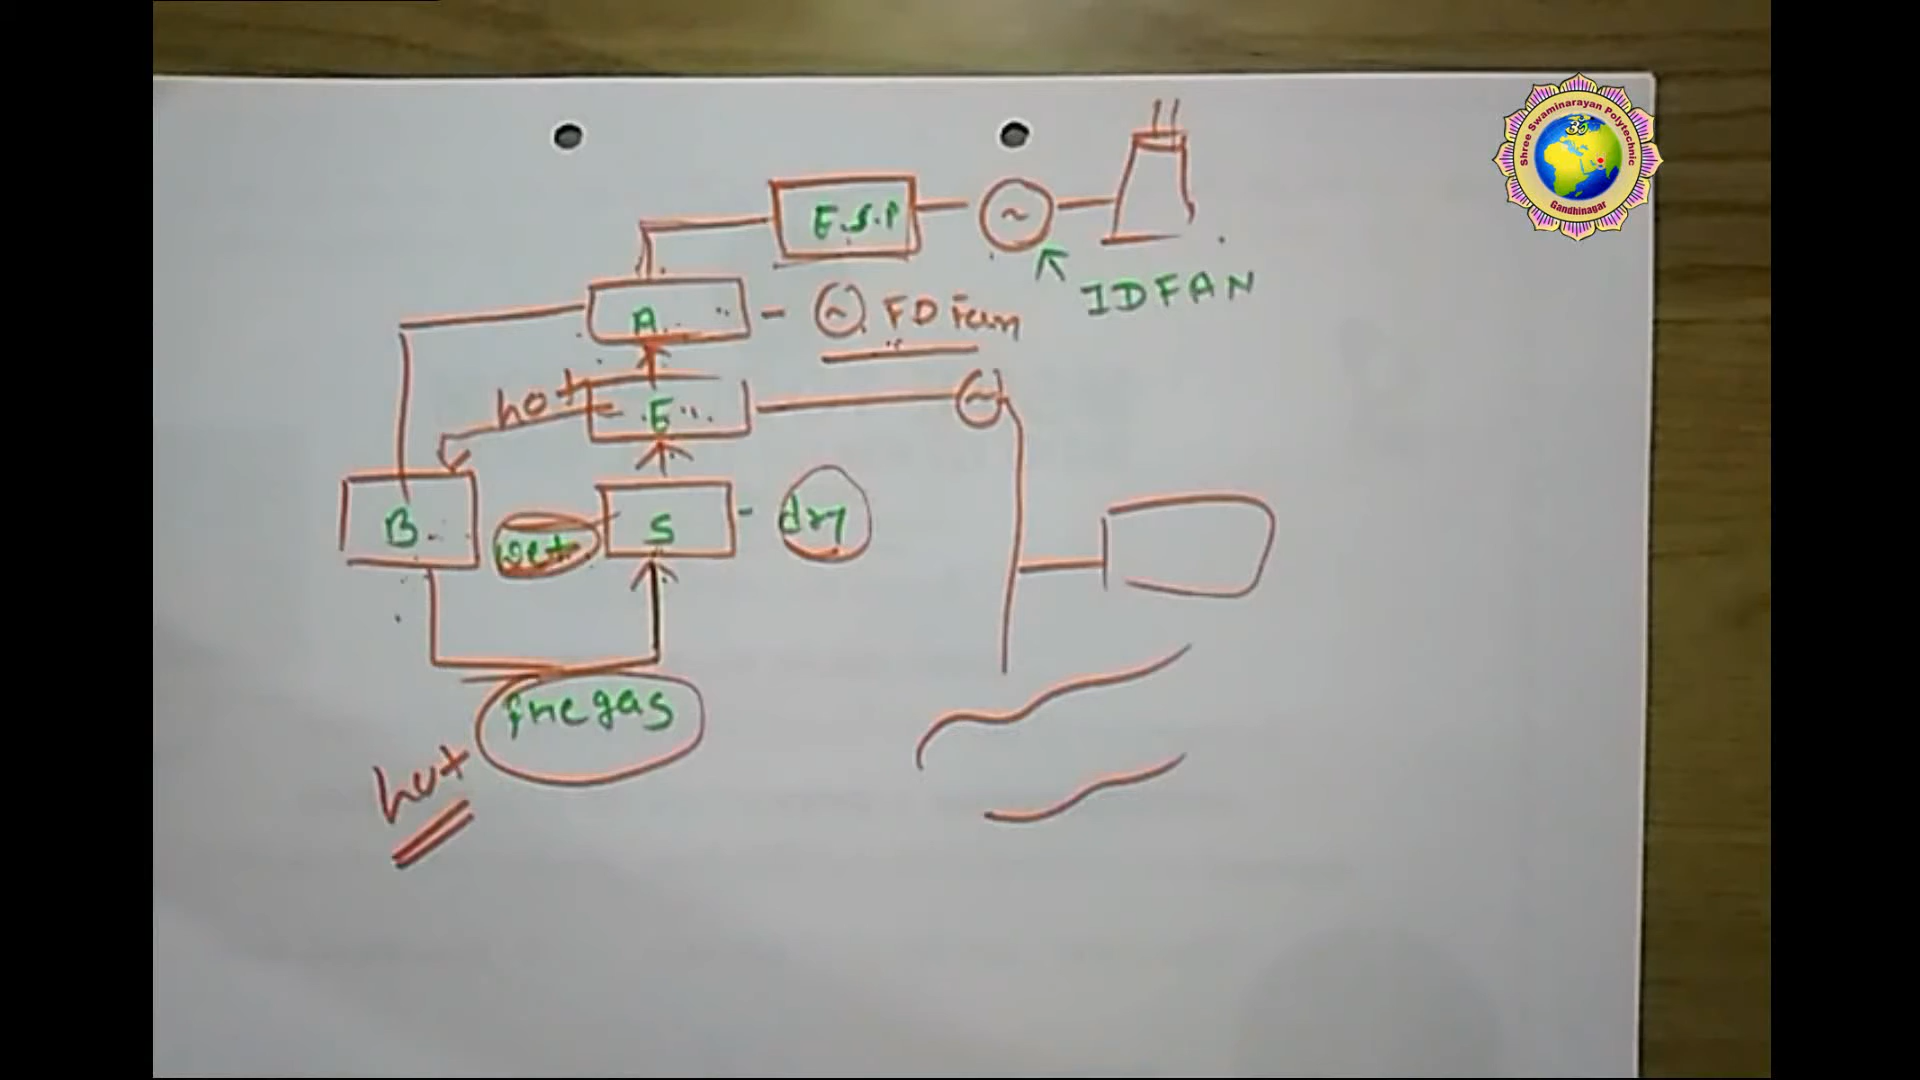 Shree Swaminarayan Polytechnic
ॐ
Gandhinagar
E.S.P
~
IDFAN
A
~ FD Fan
hot
E
~
B
wet
S
dry
fluegas
hot